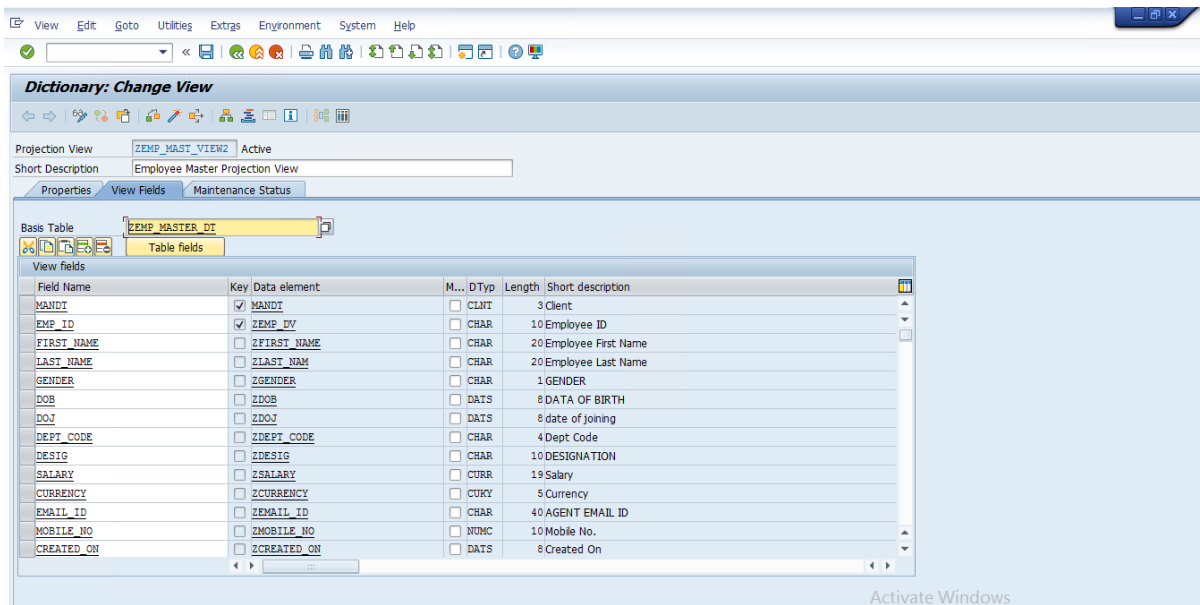 View Edit Goto Utilities Extras Environment System Help
Dictionary: Change View
Projection View ZEMP_MAST_VIEW2 Active
Short Description Employee Master Projection View
Properties View Fields Maintenance Status
Basis Table ZEMP_MASTER_DT
Table fields
View fields
Field Name Key Data element M... DTyp Length Short description
MANDT MANDT CLNT 3 Client
EMP_ID ZEMP_DV CHAR 10 Employee ID
FIRST_NAME ZFIRST_NAME CHAR 20 Employee First Name
LAST_NAME ZLAST_NAM CHAR 20 Employee Last Name
GENDER ZGENDER CHAR 1 GENDER
DOB ZDOB DATS 8 DATA OF BIRTH
DOJ ZDOJ DATS 8 date of joining
DEPT_CODE ZDEPT_CODE CHAR 4 Dept Code
DESIG ZDESIG CHAR 10 DESIGNATION
SALARY ZSALARY CURR 19 Salary
CURRENCY ZCURRENCY CUKY 5 Currency
EMAIL_ID ZEMAIL_ID CHAR 40 AGENT EMAIL ID
MOBILE_NO ZMOBILE_NO NUMC 10 Mobile No.
CREATED_ON ZCREATED_ON DATS 8 Created On
Activate Windows